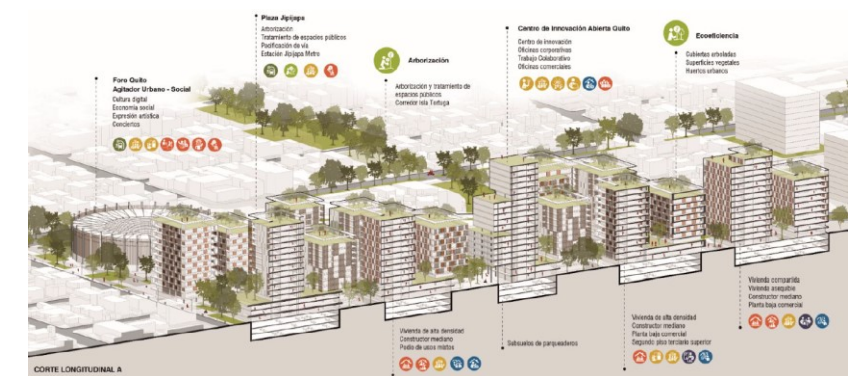 Plaza Jipijapa
Arborización
Tratamiento de espacios públicos
Pacificación de vía
Estación Jipijapa Metro
Centro de Innovación Abierta Quito
Centro de innovación
Oficinas corporativas
Trabajo Colaborativo
Oficinas comerciales
Ecoeficiencia
Cubiertas arboladas
Superficies vegetales
Huertos urbanos
Arborización
Arborización y tratamiento de
espacios públicos
Corredor Isla Tortuga
Foro Quito
Agitador Urbano - Social
Cultura digital
Economía social
Expresión artística
Conciertos
Vivienda compartida
Vivienda asequible
Constructor mediano
Planta baja comercial
Vivienda de alta densidad
Constructor mediano
Planta baja comercial
Segundo piso terciario superior
Vivienda de alta densidad
Constructor mediano
Podio de usos mixtos
Subsuelos de parqueaderos
CORTE LONGITUDINAL A